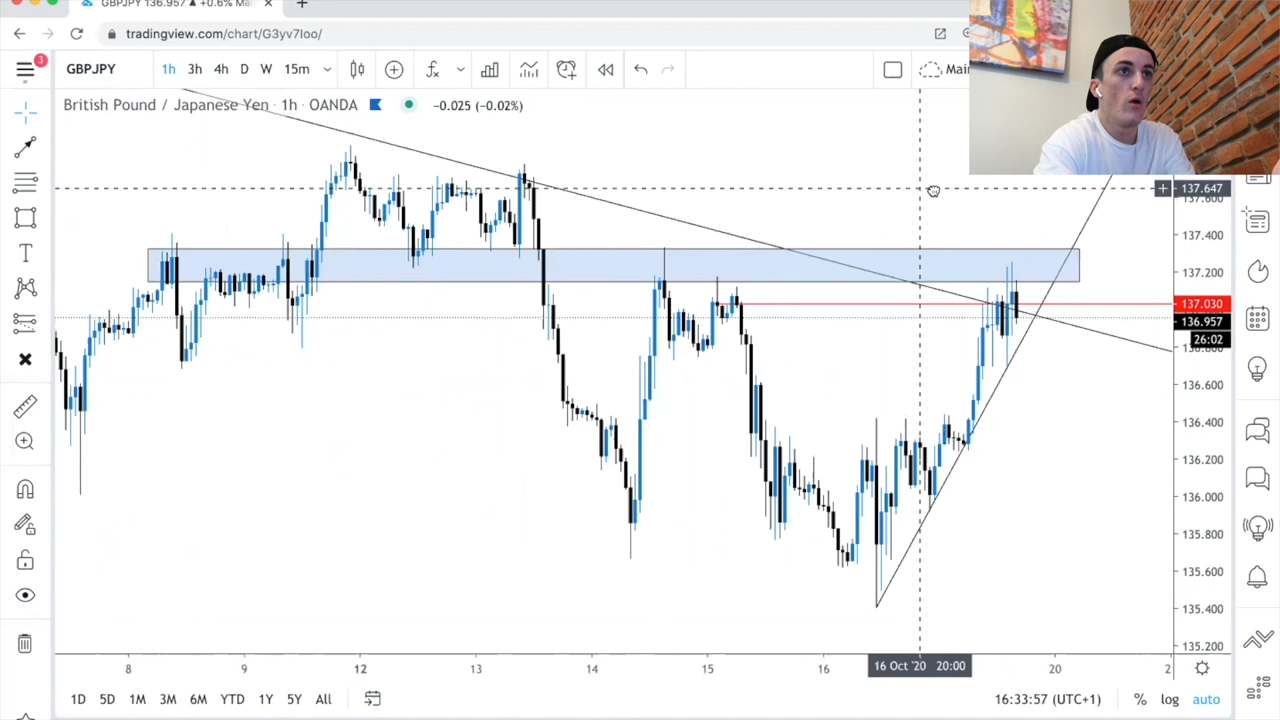 GBPJPY 136.957 ▲ +0.6% Mai
tradingview.com/chart/G3yv7Ioo/
3
GBPJPY 1h 3h 4h D W 15m Mai
British Pound / Japanese Yen · 1h · OANDA -0.025 (-0.02%)
137.647
137.600
137.400
137.200
137.030
136.957
26:02
136.800
136.600
136.400
136.200
136.000
135.800
135.600
135.400
135.200
8 9 12 13 14 15 16 16 Oct '20 20:00 20 2
1D 5D 1M 3M 6M YTD 1Y 5Y All 16:33:57 (UTC+1) % log auto